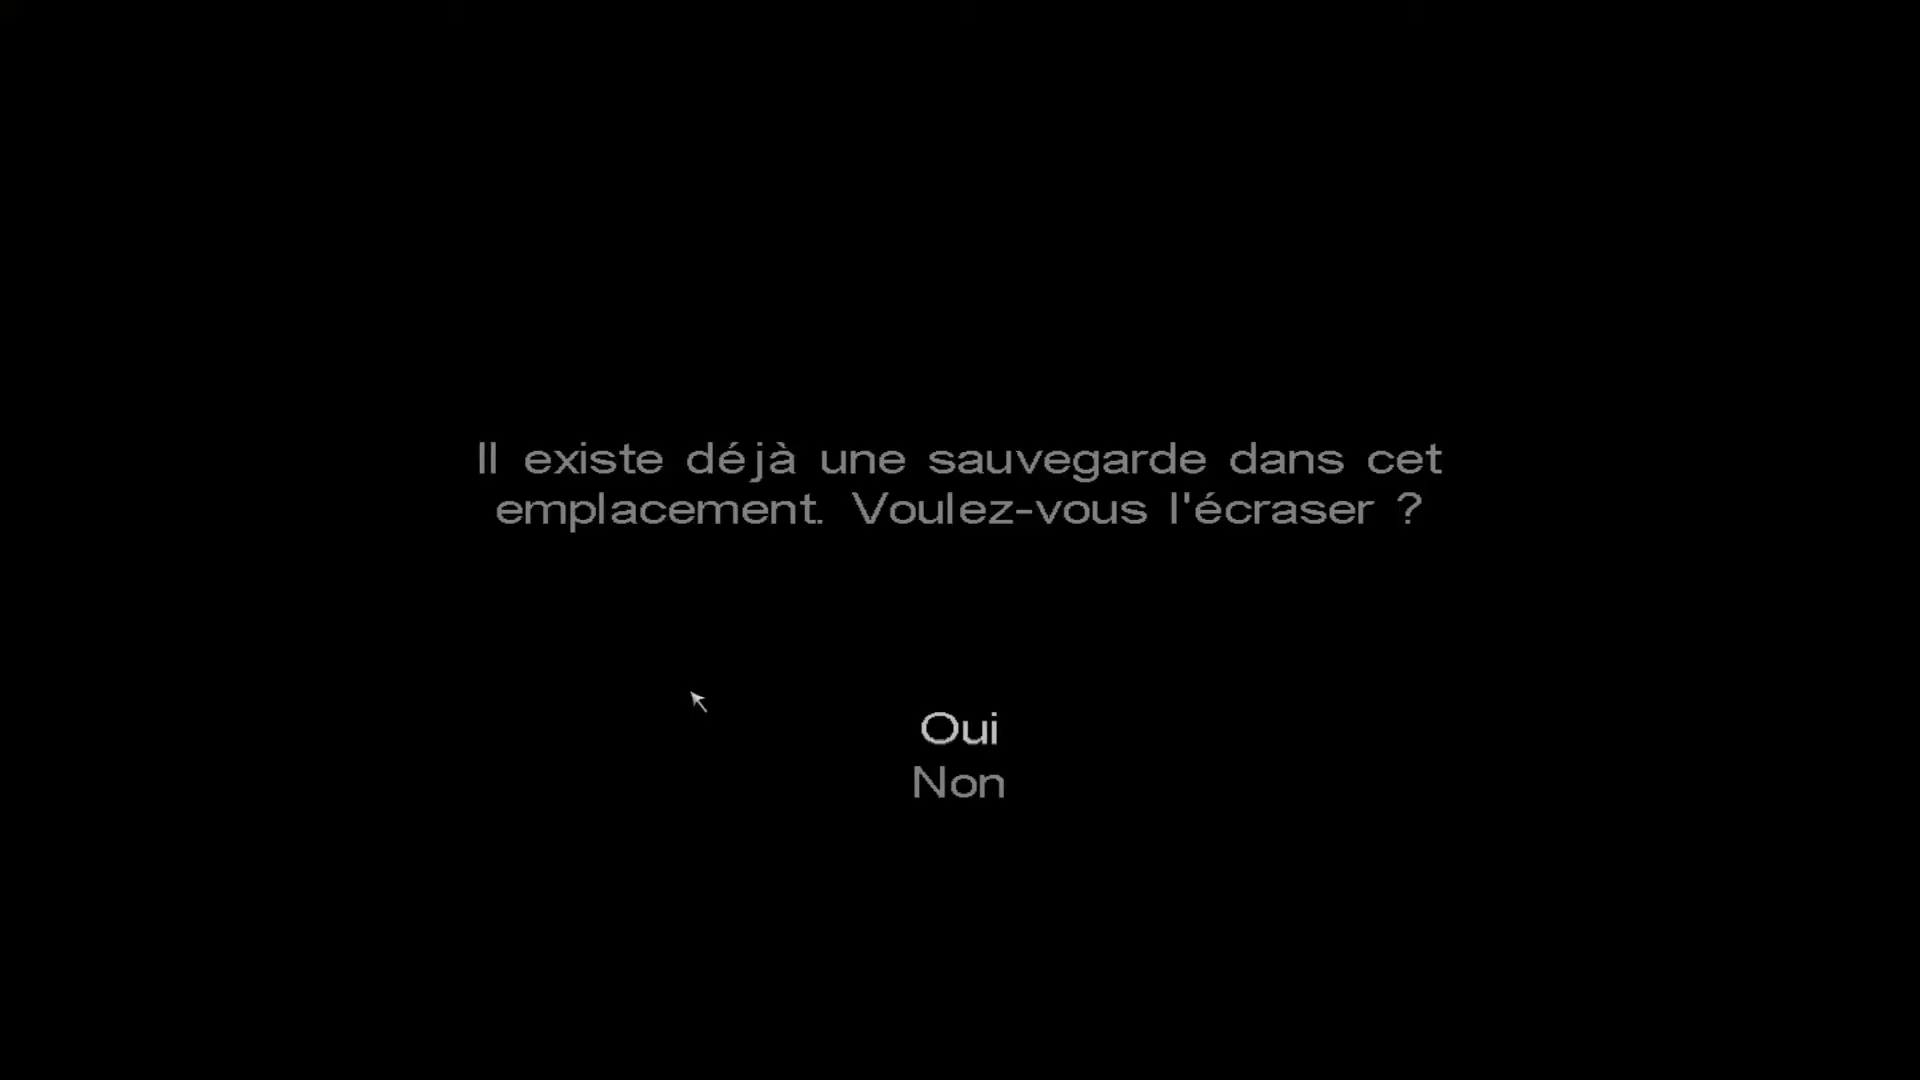 Il existe déjà une sauvegarde dans cet
emplacement. Voulez-vous l'écraser ?
Oui
Non